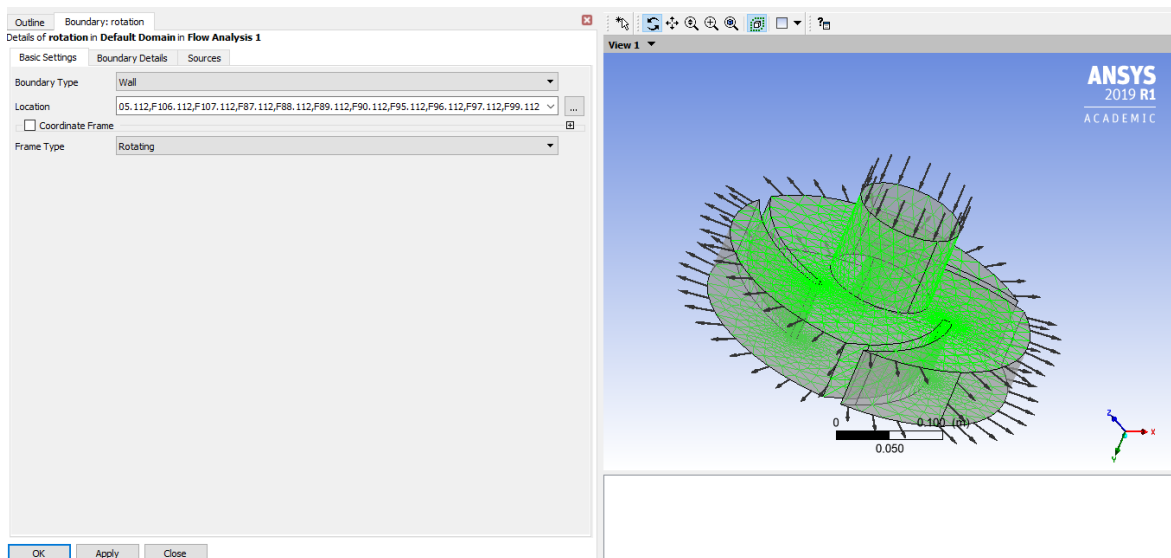 Outline
Boundary: rotation
Details of rotation in Default Domain in Flow Analysis 1
Basic Settings
Boundary Details
Sources
Boundary Type
Wall
Location
05.112,F106.112,F107.112,F87.112,F88.112,F89.112,F90.112,F95.112,F96.112,F97.112,F99.112
...
Coordinate Frame
Frame Type
Rotating
OK
Apply
Close
View 1
ANSYS
2019 R1
ACADEMIC
0
0.100 (m)
0.050
Z
X
Y